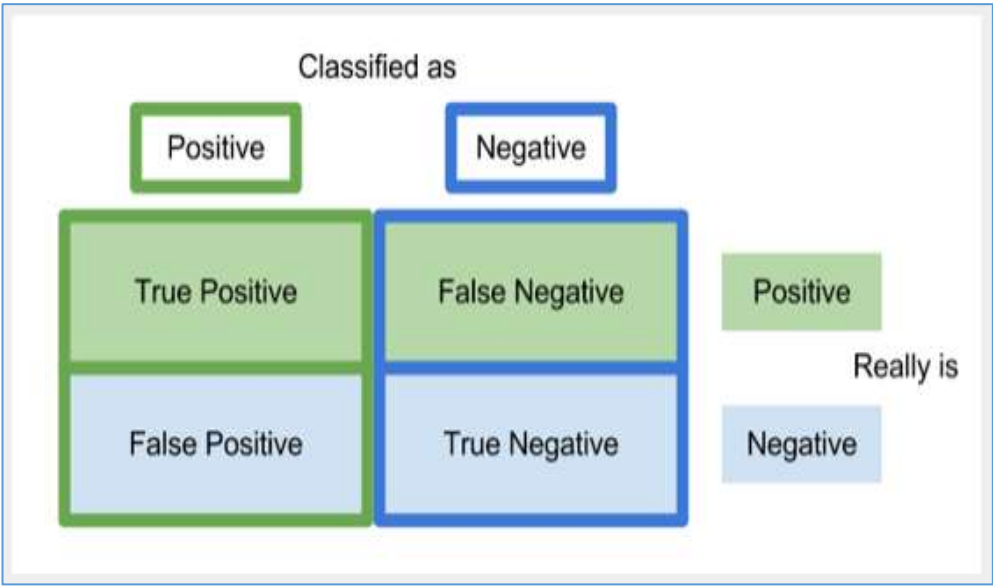 Classified as
Positive
Negative
True Positive
False Negative
Positive
Really is
False Positive
True Negative
Negative